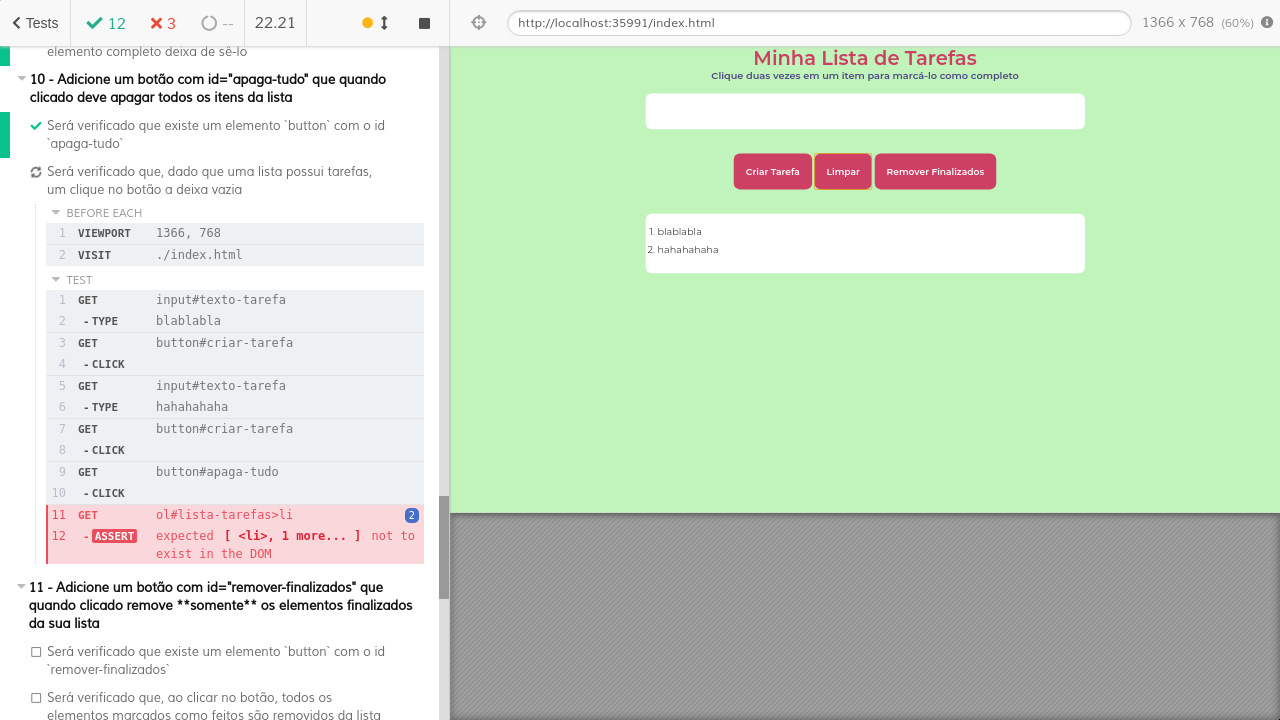 Tests
12
3
--
22.21
http://localhost:35991/index.html
1366 x 768 (60%)
elemento completo deixa de sê-lo
10 - Adicione um botão com id="apaga-tudo" que quando
clicado deve apagar todos os itens da lista
Será verificado que existe um elemento `button` com o id
`apaga-tudo`
Será verificado que, dado que uma lista possui tarefas,
um clique no botão a deixa vazia
BEFORE EACH
1 VIEWPORT 1366, 768
2 VISIT ./index.html
TEST
1 GET input#texto-tarefa
2 -TYPE blablabla
3 GET button#criar-tarefa
4 -CLICK
5 GET input#texto-tarefa
6 -TYPE hahahahaha
7 GET button#criar-tarefa
8 -CLICK
9 GET button#apaga-tudo
10 -CLICK
11 GET ol#lista-tarefas>li 2
12 -ASSERT expected [ <li>, 1 more... ] not to
exist in the DOM
11 - Adicione um botão com id="remover-finalizados" que
quando clicado remove **somente** os elementos finalizados
da sua lista
Será verificado que existe um elemento `button` com o id
`remover-finalizados`
Será verificado que, ao clicar no botão, todos os
elementos marcados como feitos são removidos da lista
Minha Lista de Tarefas
Clique duas vezes em um item para marcá-lo como completo
Criar Tarefa
Limpar
Remover Finalizados
1. blablabla
2. hahahahaha